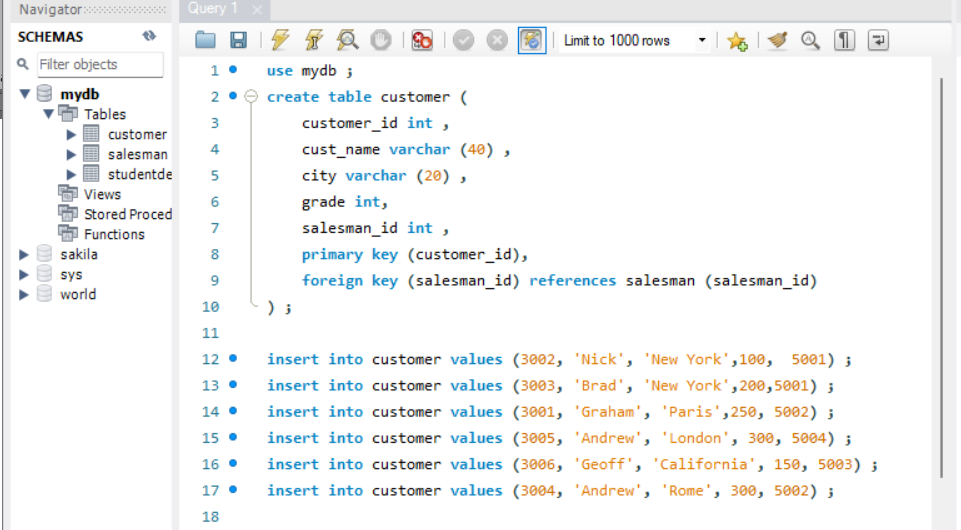 Navigator
SCHEMAS
Filter objects
mydb
Tables
customer
salesman
studentde
Views
Stored Proced
Functions
sakila
sys
world
Query 1
Limit to 1000 rows
1 use mydb ;
2 create table customer (
3 customer_id int ,
4 cust_name varchar (40) ,
5 city varchar (20) ,
6 grade int,
7 salesman_id int ,
8 primary key (customer_id),
9 foreign key (salesman_id) references salesman (salesman_id)
10 ) ;
11
12 insert into customer values (3002, 'Nick', 'New York',100,  5001) ;
13 insert into customer values (3003, 'Brad', 'New York',200,5001) ;
14 insert into customer values (3001, 'Graham', 'Paris',250, 5002) ;
15 insert into customer values (3005, 'Andrew', 'London', 300, 5004) ;
16 insert into customer values (3006, 'Geoff', 'California', 150, 5003) ;
17 insert into customer values (3004, 'Andrew', 'Rome', 300, 5002) ;
18